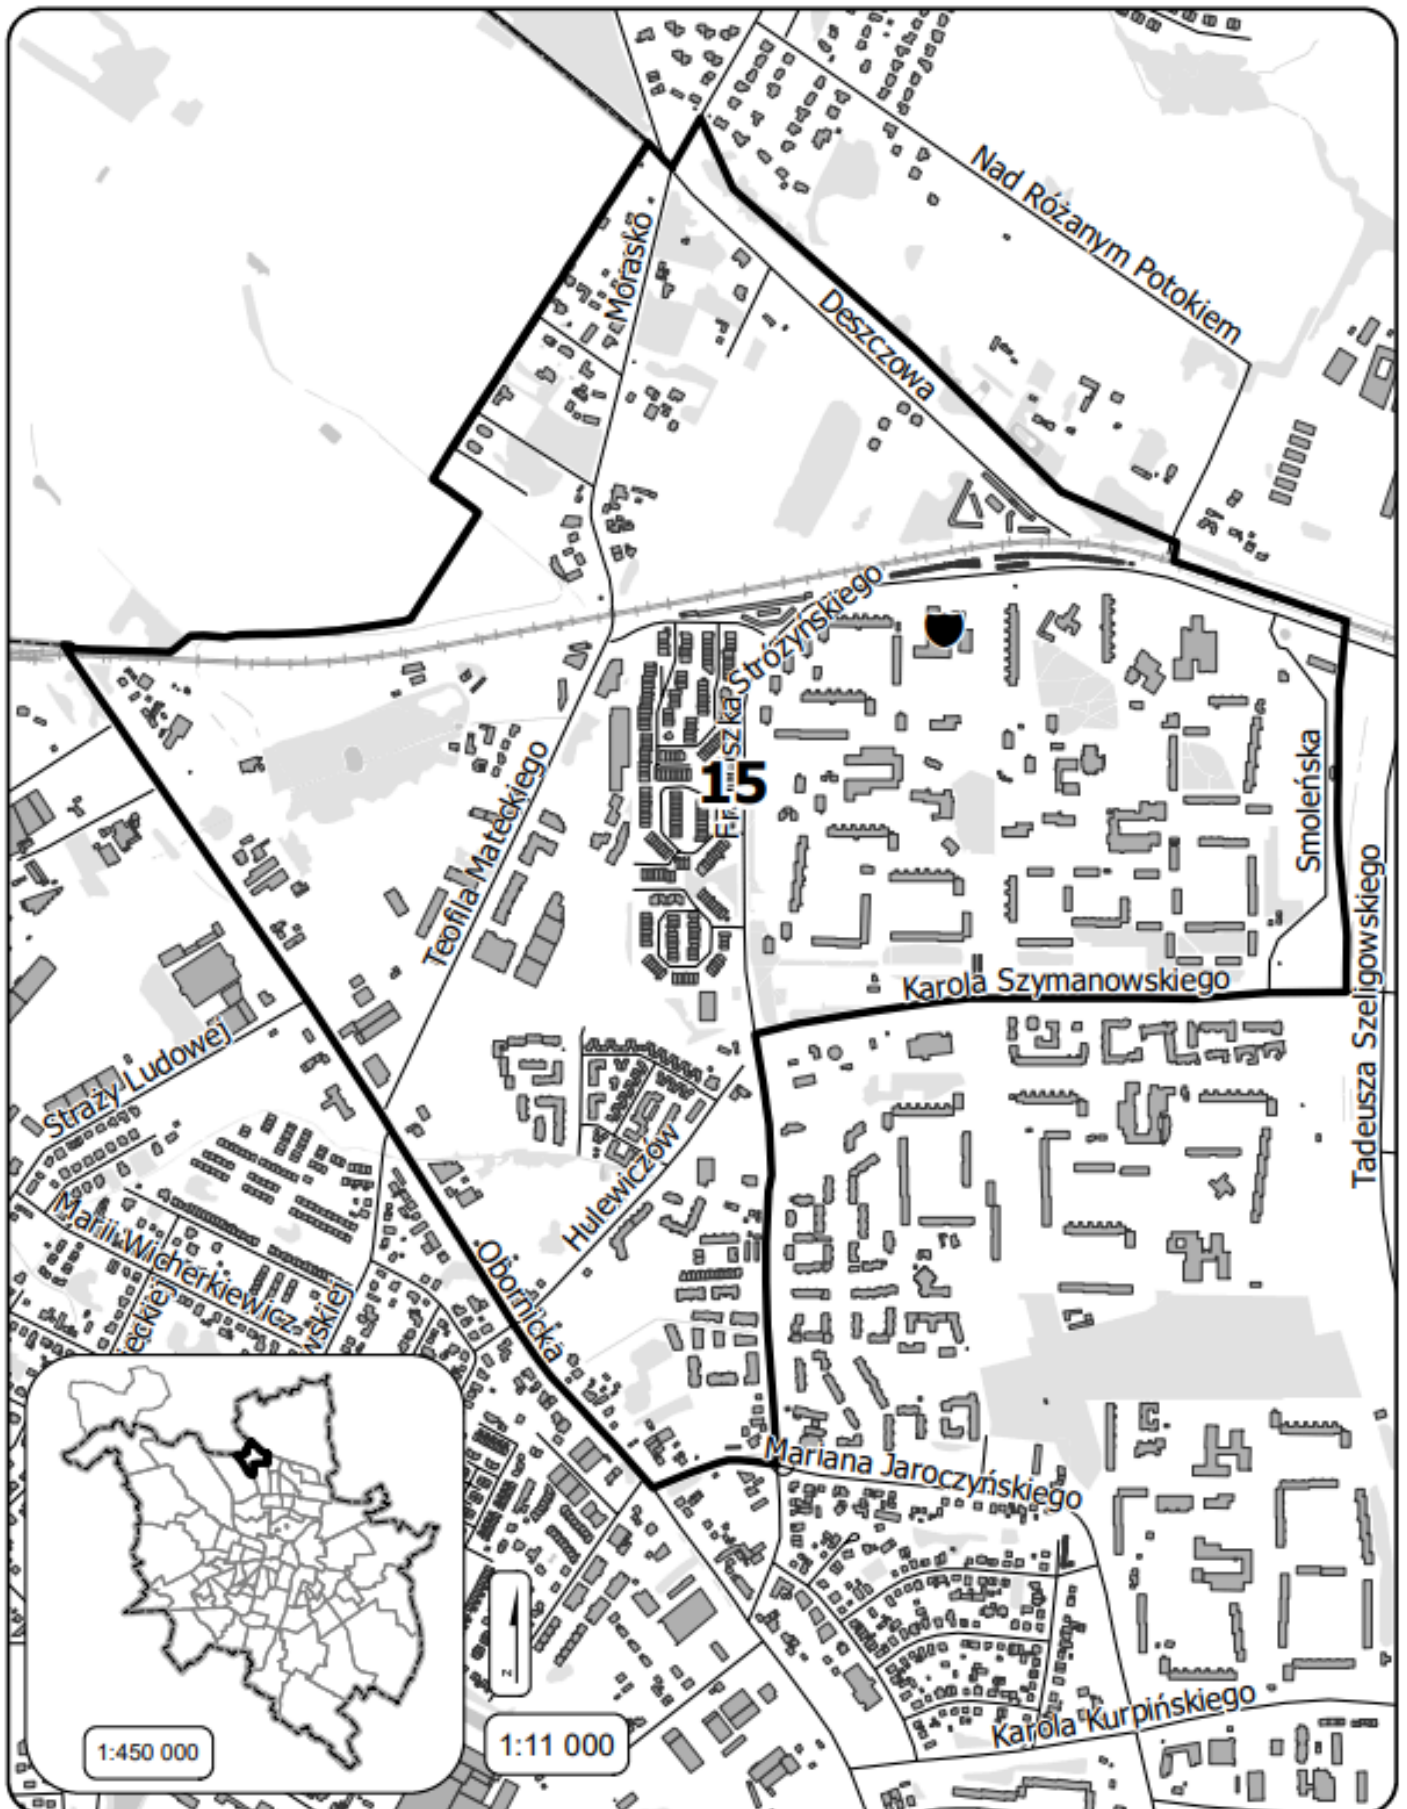 Nad Różanym Potokiem
Morasko
Deszczowa
Stróżyńskiego
15
Smoleńska
Teofila Mateckiego
Karola Szymanowskiego
Tadeusza Szeligowskiego
Straży Ludowej
Hulewiczów
Marii Wicherkiewicz
Obornicka
Mariana Jaroczyńskiego
Karola Kurpińskiego
1:450 000
N
1:11 000